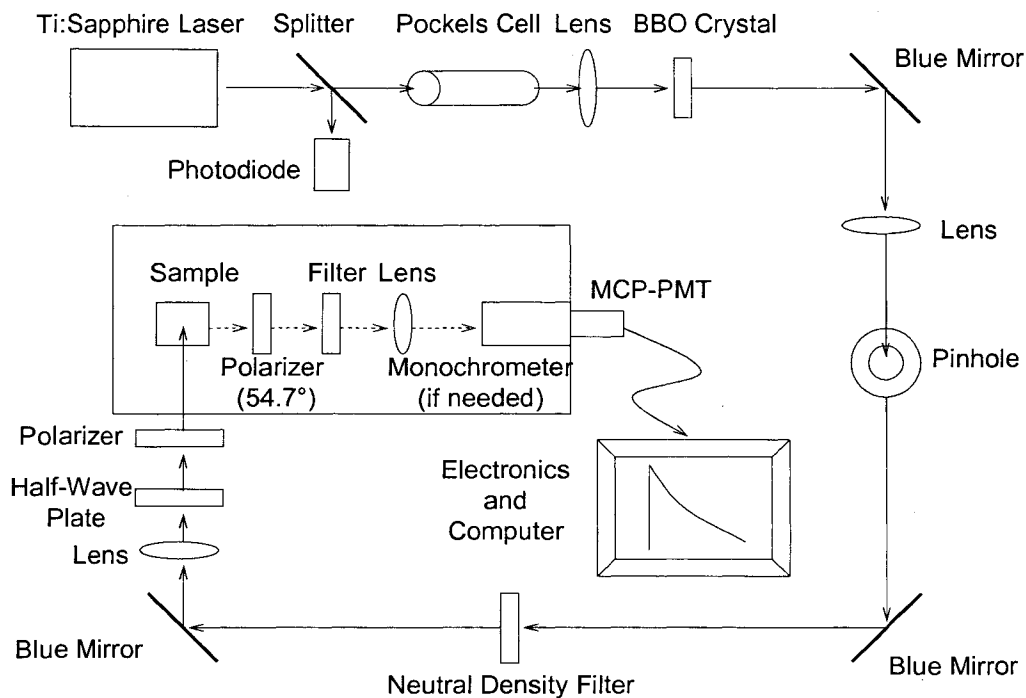 Ti:Sapphire Laser
Splitter
Pockels Cell
Lens
BBO Crystal
Blue Mirror
Photodiode
Lens
Sample
Filter
Lens
MCP-PMT
Pinhole
Polarizer
(54.7°)
Monochrometer
(if needed)
Polarizer
Half-Wave
Plate
Electronics
and
Computer
Lens
Blue Mirror
Neutral Density Filter
Blue Mirror